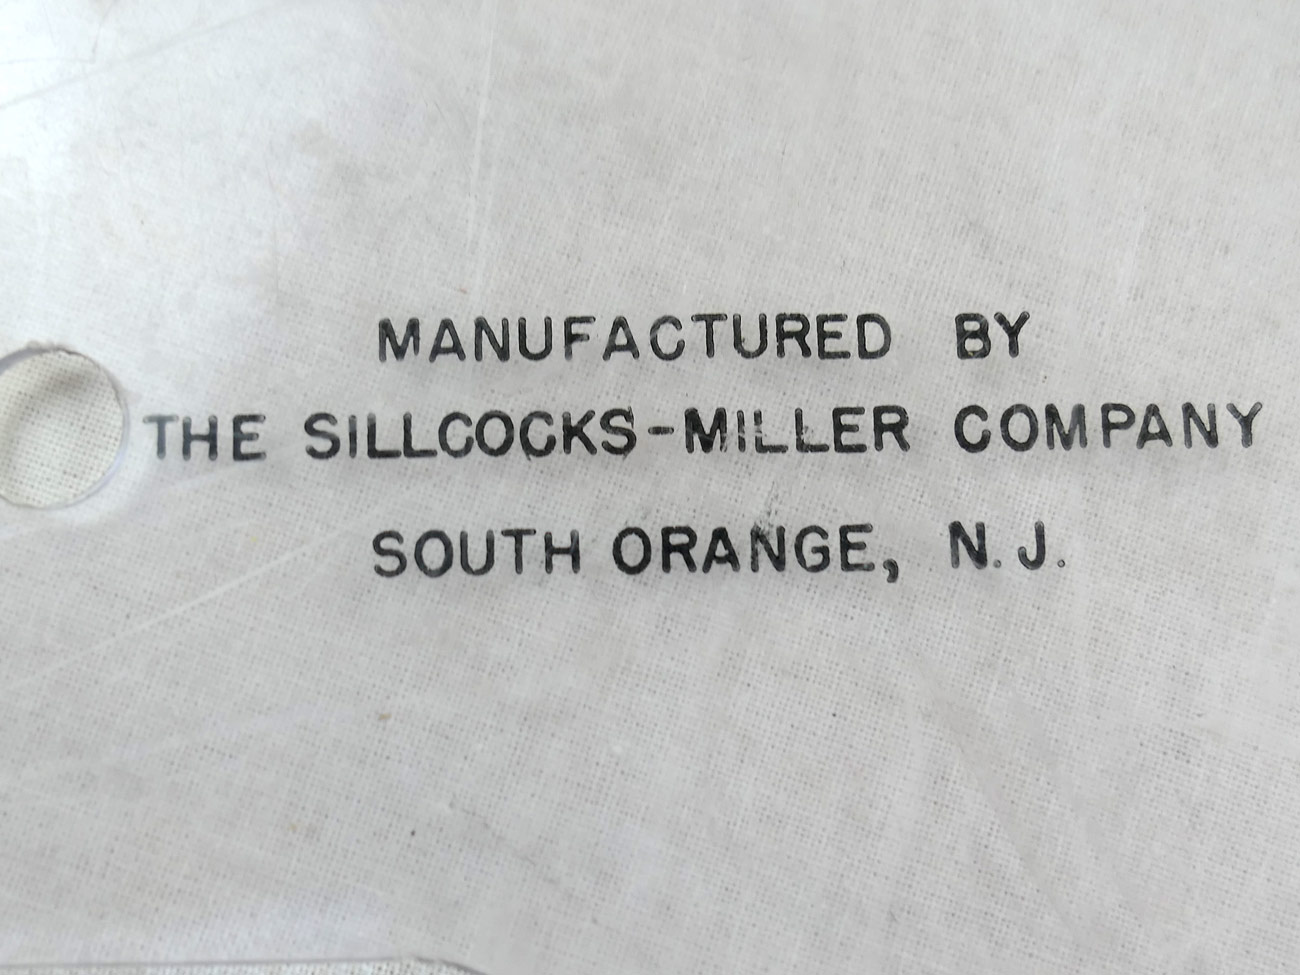 MANUFACTURED BY
THE SILLCOCKS-MILLER COMPANY
SOUTH ORANGE, N.J.